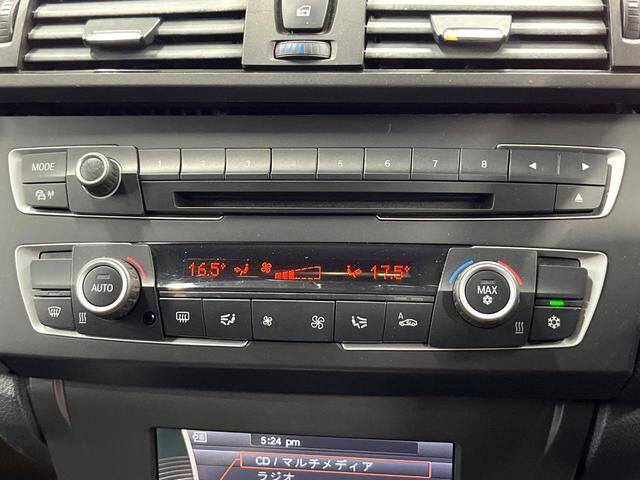 MODE 1 2 3 4 5 6 7 8
16.5° 17.5°
AUTO MAX
A
5:24 pm
CD / マルチメディア
ラジオ